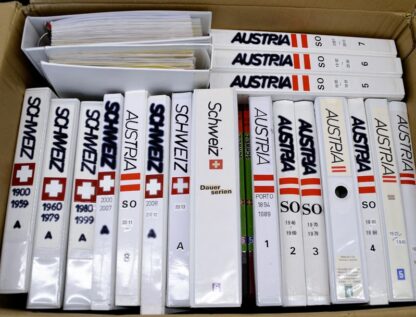 AUSTRIA SO 7
AUSTRIA SO 6
AUSTRIA SO 5
SCHWEIZ 1900 1959 A
SCHWEIZ 1960 1979 A
SCHWEIZ 1980 1999 A
SCHWEIZ 2000 2007 A
AUSTRIA SO
SCHWEIZ 2008 A
SCHWEIZ A
Schweiz Dauer serien
AUSTRIA PORTO 1894 1989 1
AUSTRIA SO 2
AUSTRIA SO 3
AUSTRIA
AUSTRIA SO 4
AUSTRIA